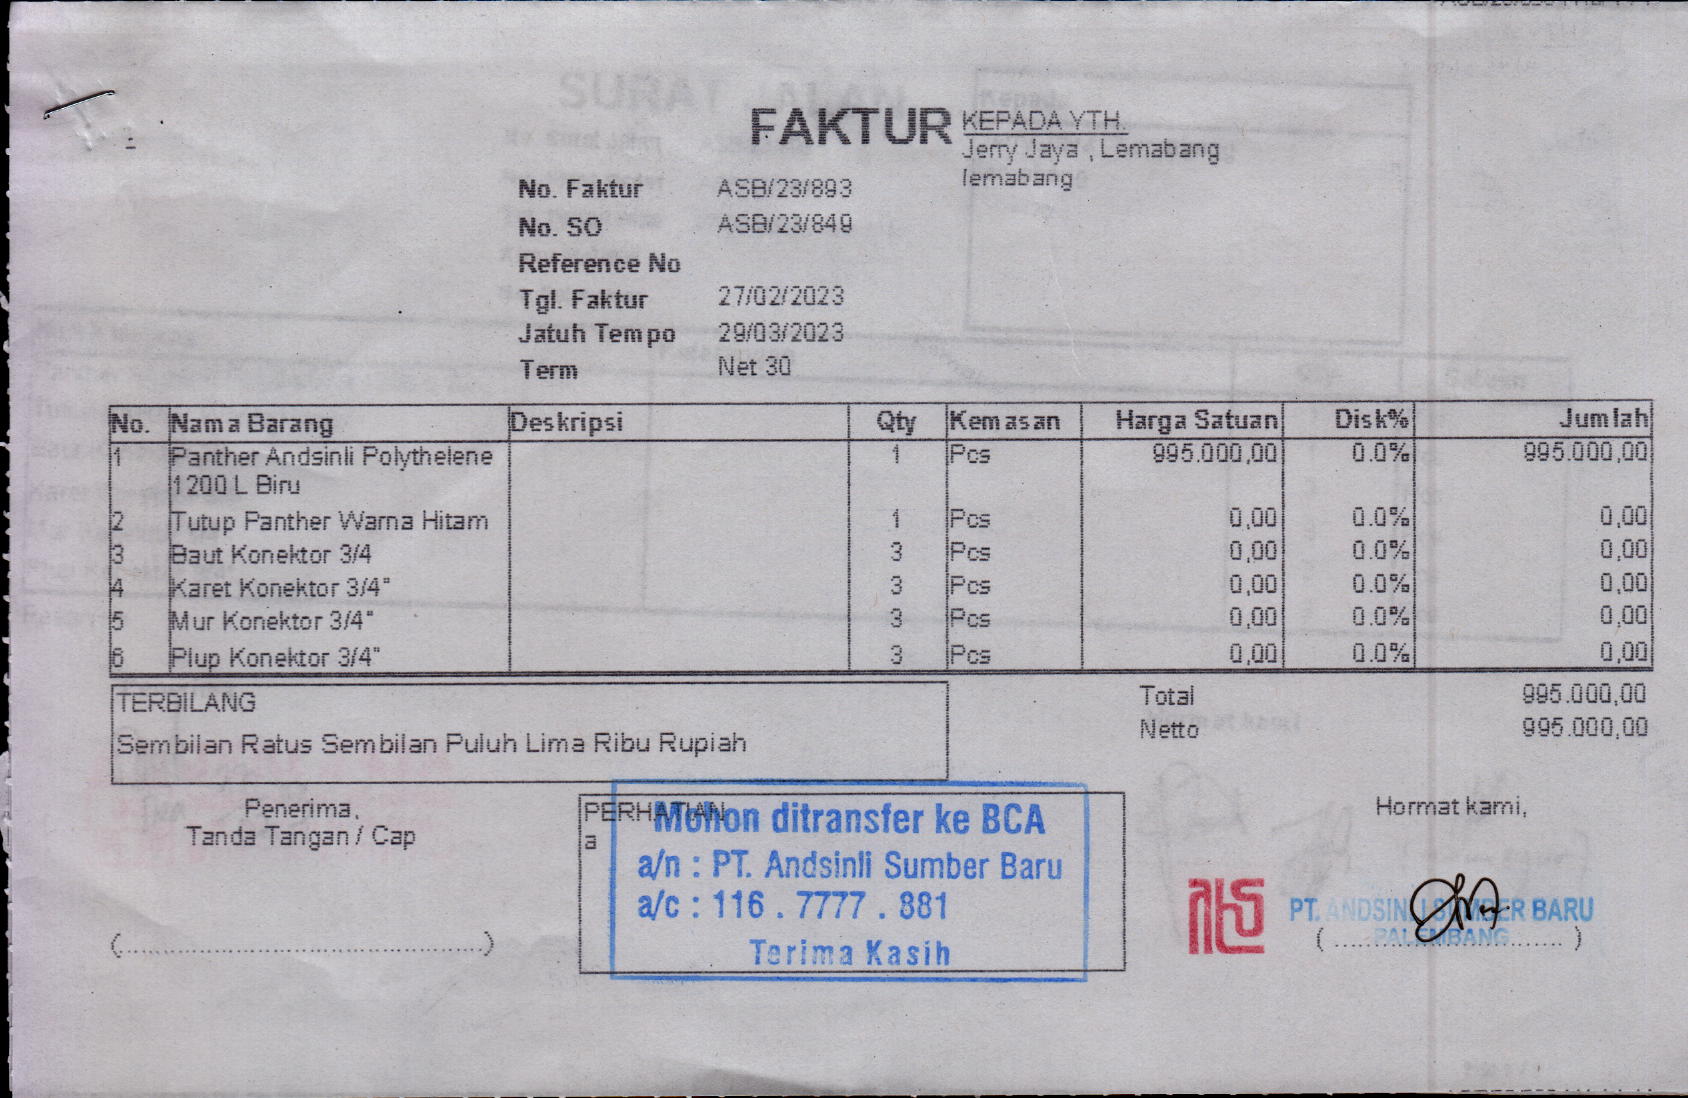 FAKTUR
KEPADA YTH.
Jerry Jaya , Lemabang
lemabang
No. Faktur ASB/23/893
No. SO ASB/23/849
Reference No
Tgl. Faktur 27/02/2023
Jatuh Tempo 29/03/2023
Term Net 30
No. Nama Barang Deskripsi Qty Kemasan Harga Satuan Disk% Jumlah
1 Panther Andsinli Polythelene 1 Pcs 995.000,00 0.0% 995.000,00
1200 L Biru
2 Tutup Panther Warna Hitam 1 Pcs 0,00 0.0% 0,00
3 Baut Konektor 3/4 3 Pcs 0,00 0.0% 0,00
4 Karet Konektor 3/4" 3 Pcs 0,00 0.0% 0,00
5 Mur Konektor 3/4" 3 Pcs 0,00 0.0% 0,00
6 Plup Konektor 3/4" 3 Pcs 0,00 0.0% 0,00
TERBILANG
Sembilan Ratus Sembilan Puluh Lima Ribu Rupiah
Total 995.000,00
Netto 995.000,00
Penerima,
Tanda Tangan / Cap
(................................................)
PERHATIAN
a
Mohon ditransfer ke BCA
a/n : PT. Andsinli Sumber Baru
a/c : 116 . 7777 . 881
Terima Kasih
Hormat kami,
PT. ANDSINLI SUMBER BARU
PALEMBANG
( ................................ )